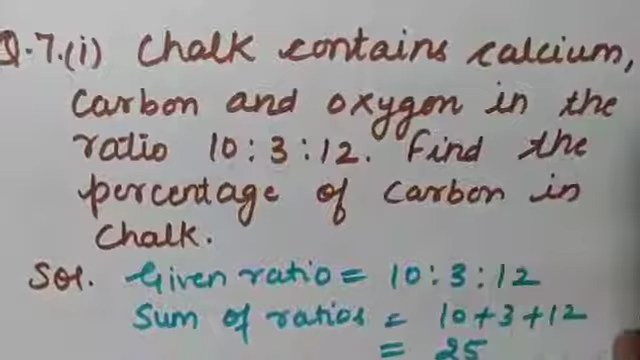 Q.7.(i) Chalk contains calcium,
carbon and oxygen in the
ratio 10:3:12. Find the
percentage of carbon in
chalk.
Sol. Given ratio = 10:3:12
Sum of ratios = 10+3+12
= 25